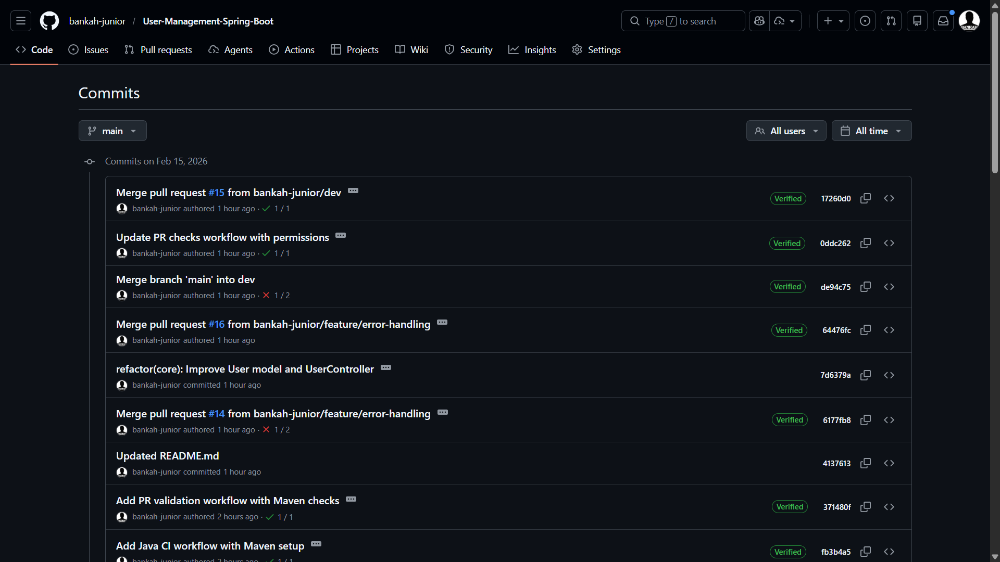 bankah-junior / User-Management-Spring-Boot
Type / to search
Code Issues Pull requests Agents Actions Projects Wiki Security Insights Settings
Commits
main All users All time
Commits on Feb 15, 2026
Merge pull request #15 from bankah-junior/dev
bankah-junior authored 1 hour ago · 1 / 1
Verified 17260d0
Update PR checks workflow with permissions
bankah-junior authored 1 hour ago · 1 / 1
Verified 0ddc262
Merge branch 'main' into dev
bankah-junior authored 1 hour ago · 1 / 2
Verified de94c75
Merge pull request #16 from bankah-junior/feature/error-handling
bankah-junior authored 1 hour ago
Verified 64476fc
refactor(core): Improve User model and UserController
bankah-junior committed 1 hour ago
7d6379a
Merge pull request #14 from bankah-junior/feature/error-handling
bankah-junior authored 1 hour ago · 1 / 2
Verified 6177fb8
Updated README.md
bankah-junior committed 1 hour ago
4137613
Add PR validation workflow with Maven checks
bankah-junior authored 2 hours ago · 1 / 1
Verified 371480f
Add Java CI workflow with Maven setup
bankah-junior authored 2 hours ago · 1 / 1
Verified fb3b4a5